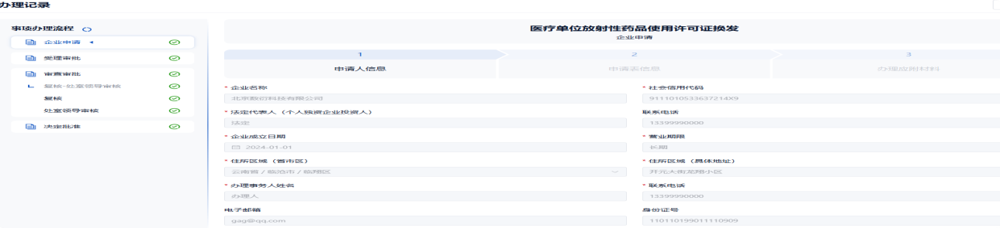 办理记录
事项办理流程
企业申请
受理审批
审查审批
复核-处室领导审核
复核
处室领导审核
决定批准
医疗单位放射性药品使用许可证换发
企业申请
1 2 3
申请人信息 申请表信息 办理应附材料
* 企业名称 * 社会信用代码
北京数衍科技有限公司 9111010533637214X9
* 法定代表人（个人独资企业投资人） 联系电话
法定 13399990000
* 企业成立日期 * 营业期限
2024-01-01 长期
* 住所区域（省市区） * 住所区域（具体地址）
云南省 / 临沧市 / 临翔区 开元大街龙翔小区
* 办理事务人姓名 * 联系电话
办理人 13399990000
电子邮箱 身份证号
gag@qq.com 110110199011110909